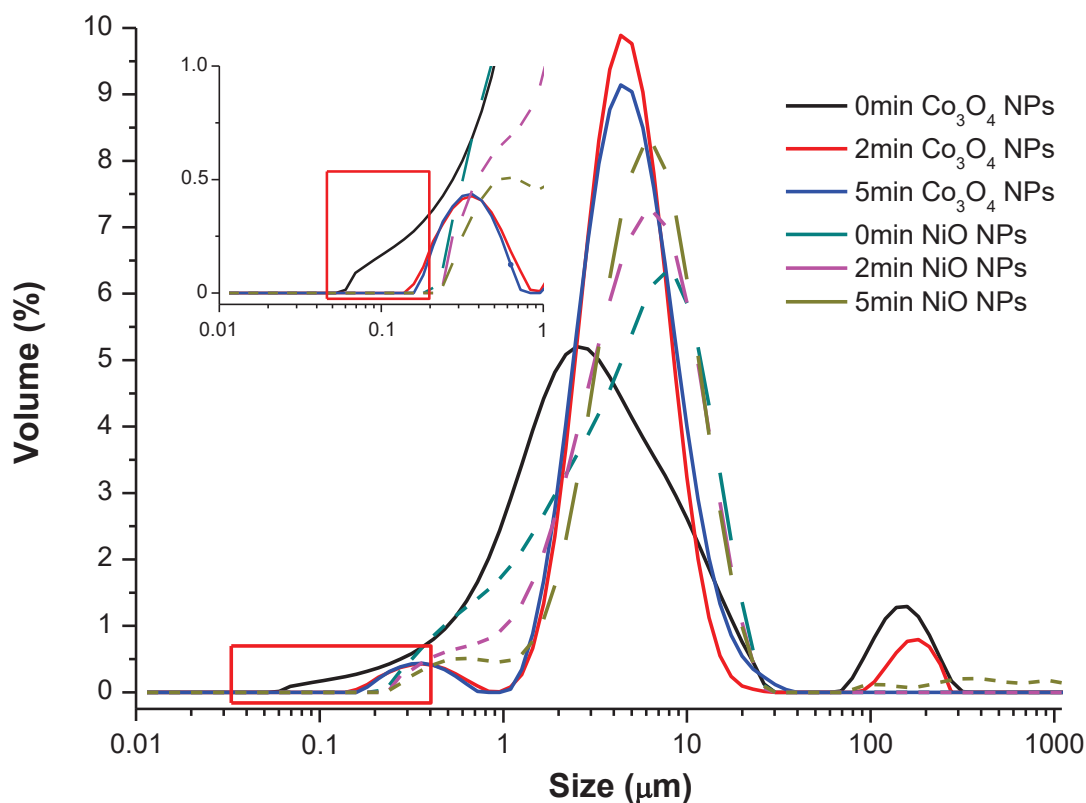 10
9
8
7
6
5
4
3
2
1
0
Volume (%)
0.01
0.1
1
10
100
1000
Size (μm)
1.0
0.5
0
0.01
0.1
1
0min Co₃O₄ NPs
2min Co₃O₄ NPs
5min Co₃O₄ NPs
0min NiO NPs
2min NiO NPs
5min NiO NPs